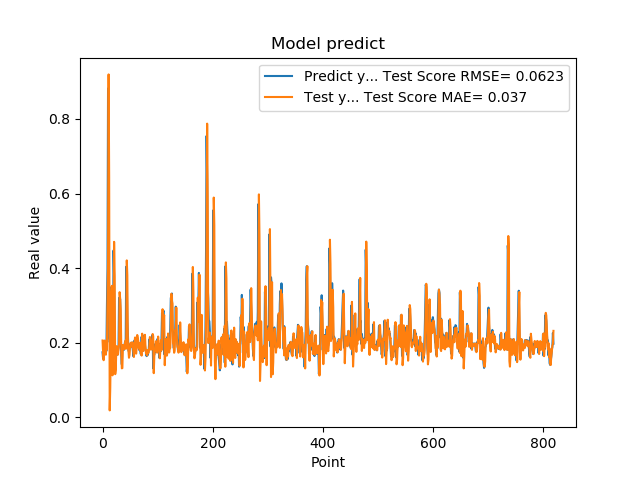 Model predict
Predict y... Test Score RMSE= 0.0623
Test y... Test Score MAE= 0.037
Real value
0.8
0.6
0.4
0.2
0.0
0 200 400 600 800
Point